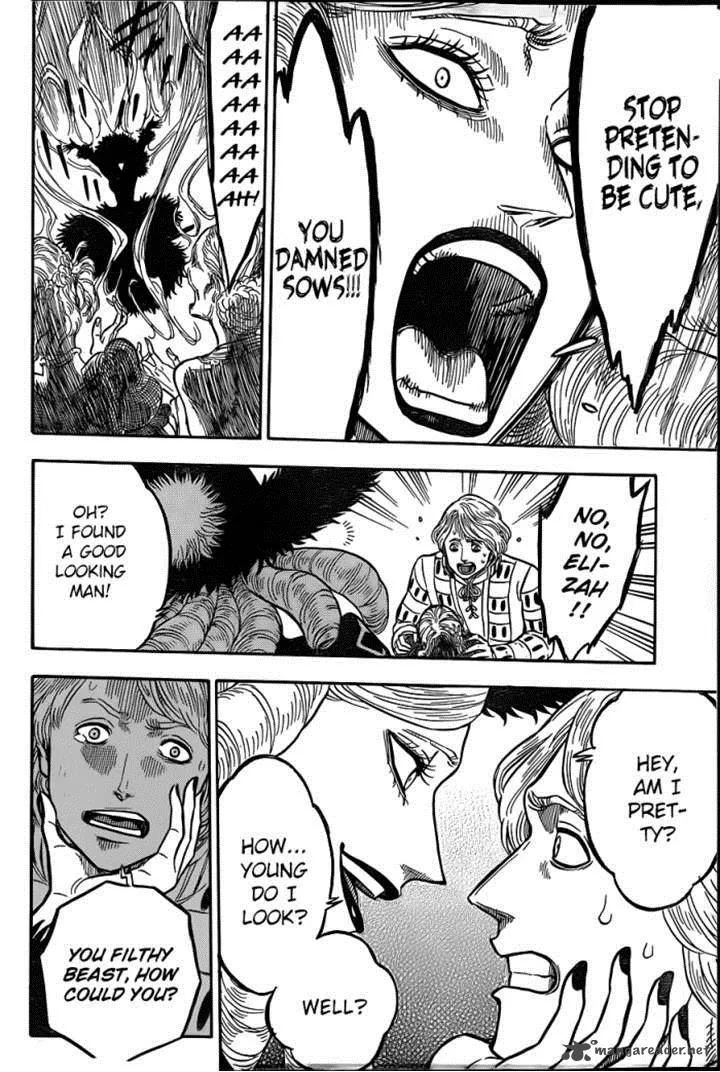 STOP
PRETEN-
DING TO
BE CUTE,
YOU
DAMNED
SOWS!!!
AA
AA
AA
AA
AA
AA
AA
AH!
NO,
NO,
ELI-
ZAH
!!
OH?
I FOUND
A GOOD
LOOKING
MAN!
HEY,
AM I
PRET-
TY?
HOW...
YOUNG
DO I
LOOK?
WELL?
YOU FILTHY
BEAST, HOW
COULD YOU?
mangareader.net